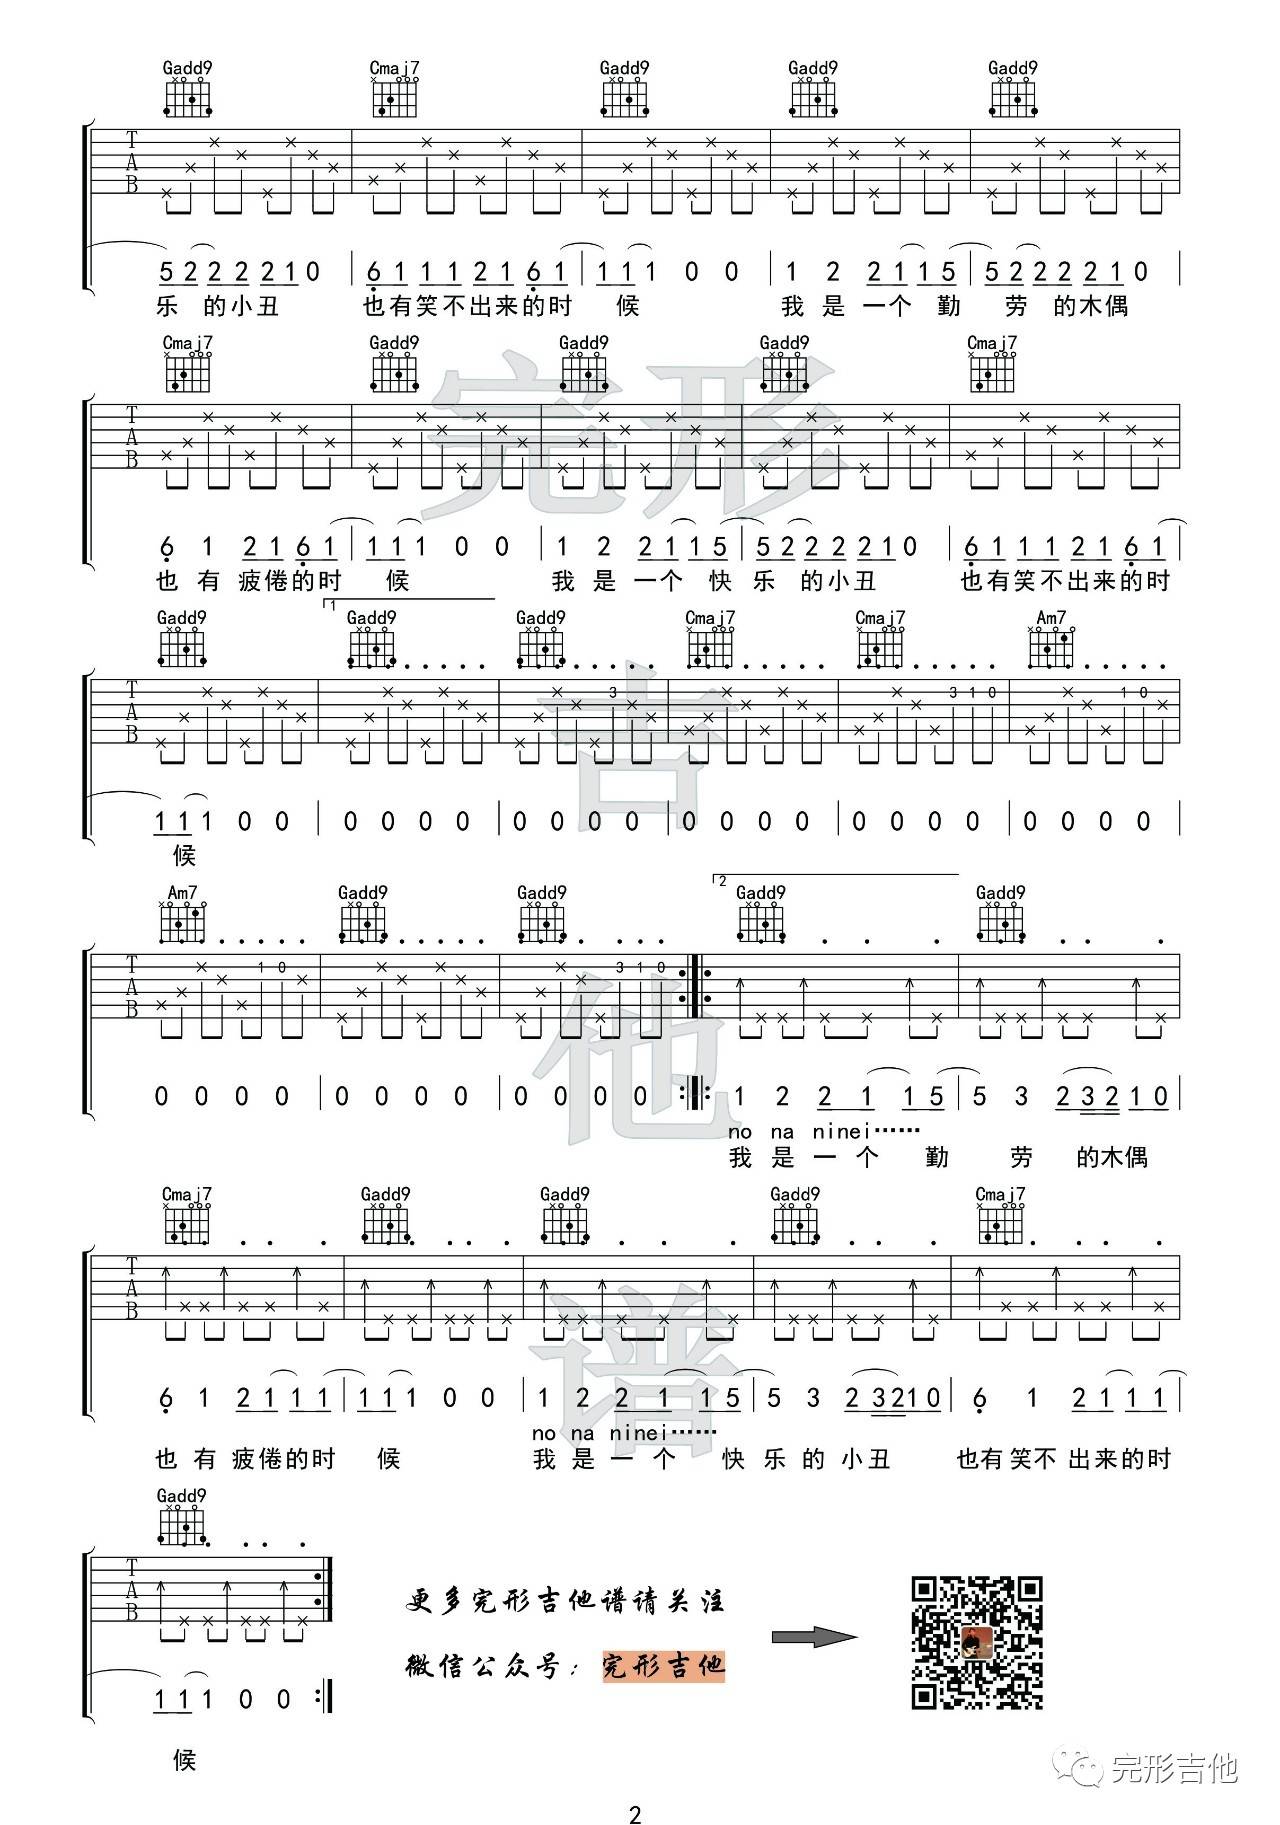 Gadd9 Cmaj7 Gadd9 Gadd9 Gadd9
T
A
B
5 2 2 2 2 1 0 | 6 1 1 1 2 1 6 1 | 1 1 1 0 0 | 1 2 2 1 1 5 | 5 2 2 2 2 1 0
乐 的小丑 也有笑不出来的时 候 我是一个 勤 劳 的木偶
Cmaj7 Gadd9 Gadd9 Gadd9 Cmaj7
T
A
B
6 1 2 1 6 1 | 1 1 1 0 0 | 1 2 2 1 1 5 | 5 2 2 2 2 1 0 | 6 1 1 1 2 1 6 1
也 有 疲倦的时 候 我是一个 快 乐 的小丑 也有笑不出来的时
1
Gadd9 Gadd9 Gadd9 Cmaj7 Cmaj7 Am7
T
A
B
3 3 1 0 1 0
1 1 1 0 0 | 0 0 0 0 | 0 0 0 0 | 0 0 0 0 | 0 0 0 0 | 0 0 0 0
候
2
Am7 Gadd9 Gadd9 Gadd9 Gadd9
T
A
B
1 0 3 1 0
0 0 0 0 | 0 0 0 0 | 0 0 0 0 :‖: 1 2 2 1 1 5 | 5 3 2 3 2 1 0
no na ninei……
我 是 一 个 勤 劳 的木偶
Cmaj7 Gadd9 Gadd9 Gadd9 Cmaj7
T
A
B
6 1 2 1 1 1 | 1 1 1 0 0 | 1 2 2 1 1 5 | 5 3 2 3 2 1 0 | 6 1 2 1 1 1
no na ninei……
也 有 疲倦的时 候 我 是 一 个 快 乐 的 小丑 也有笑不 出来的时
Gadd9
T
A
B
1 1 1 0 0 :‖
候
更多完形吉他谱请关注
微信公众号：完形吉他
完形吉他谱
完形吉他
2